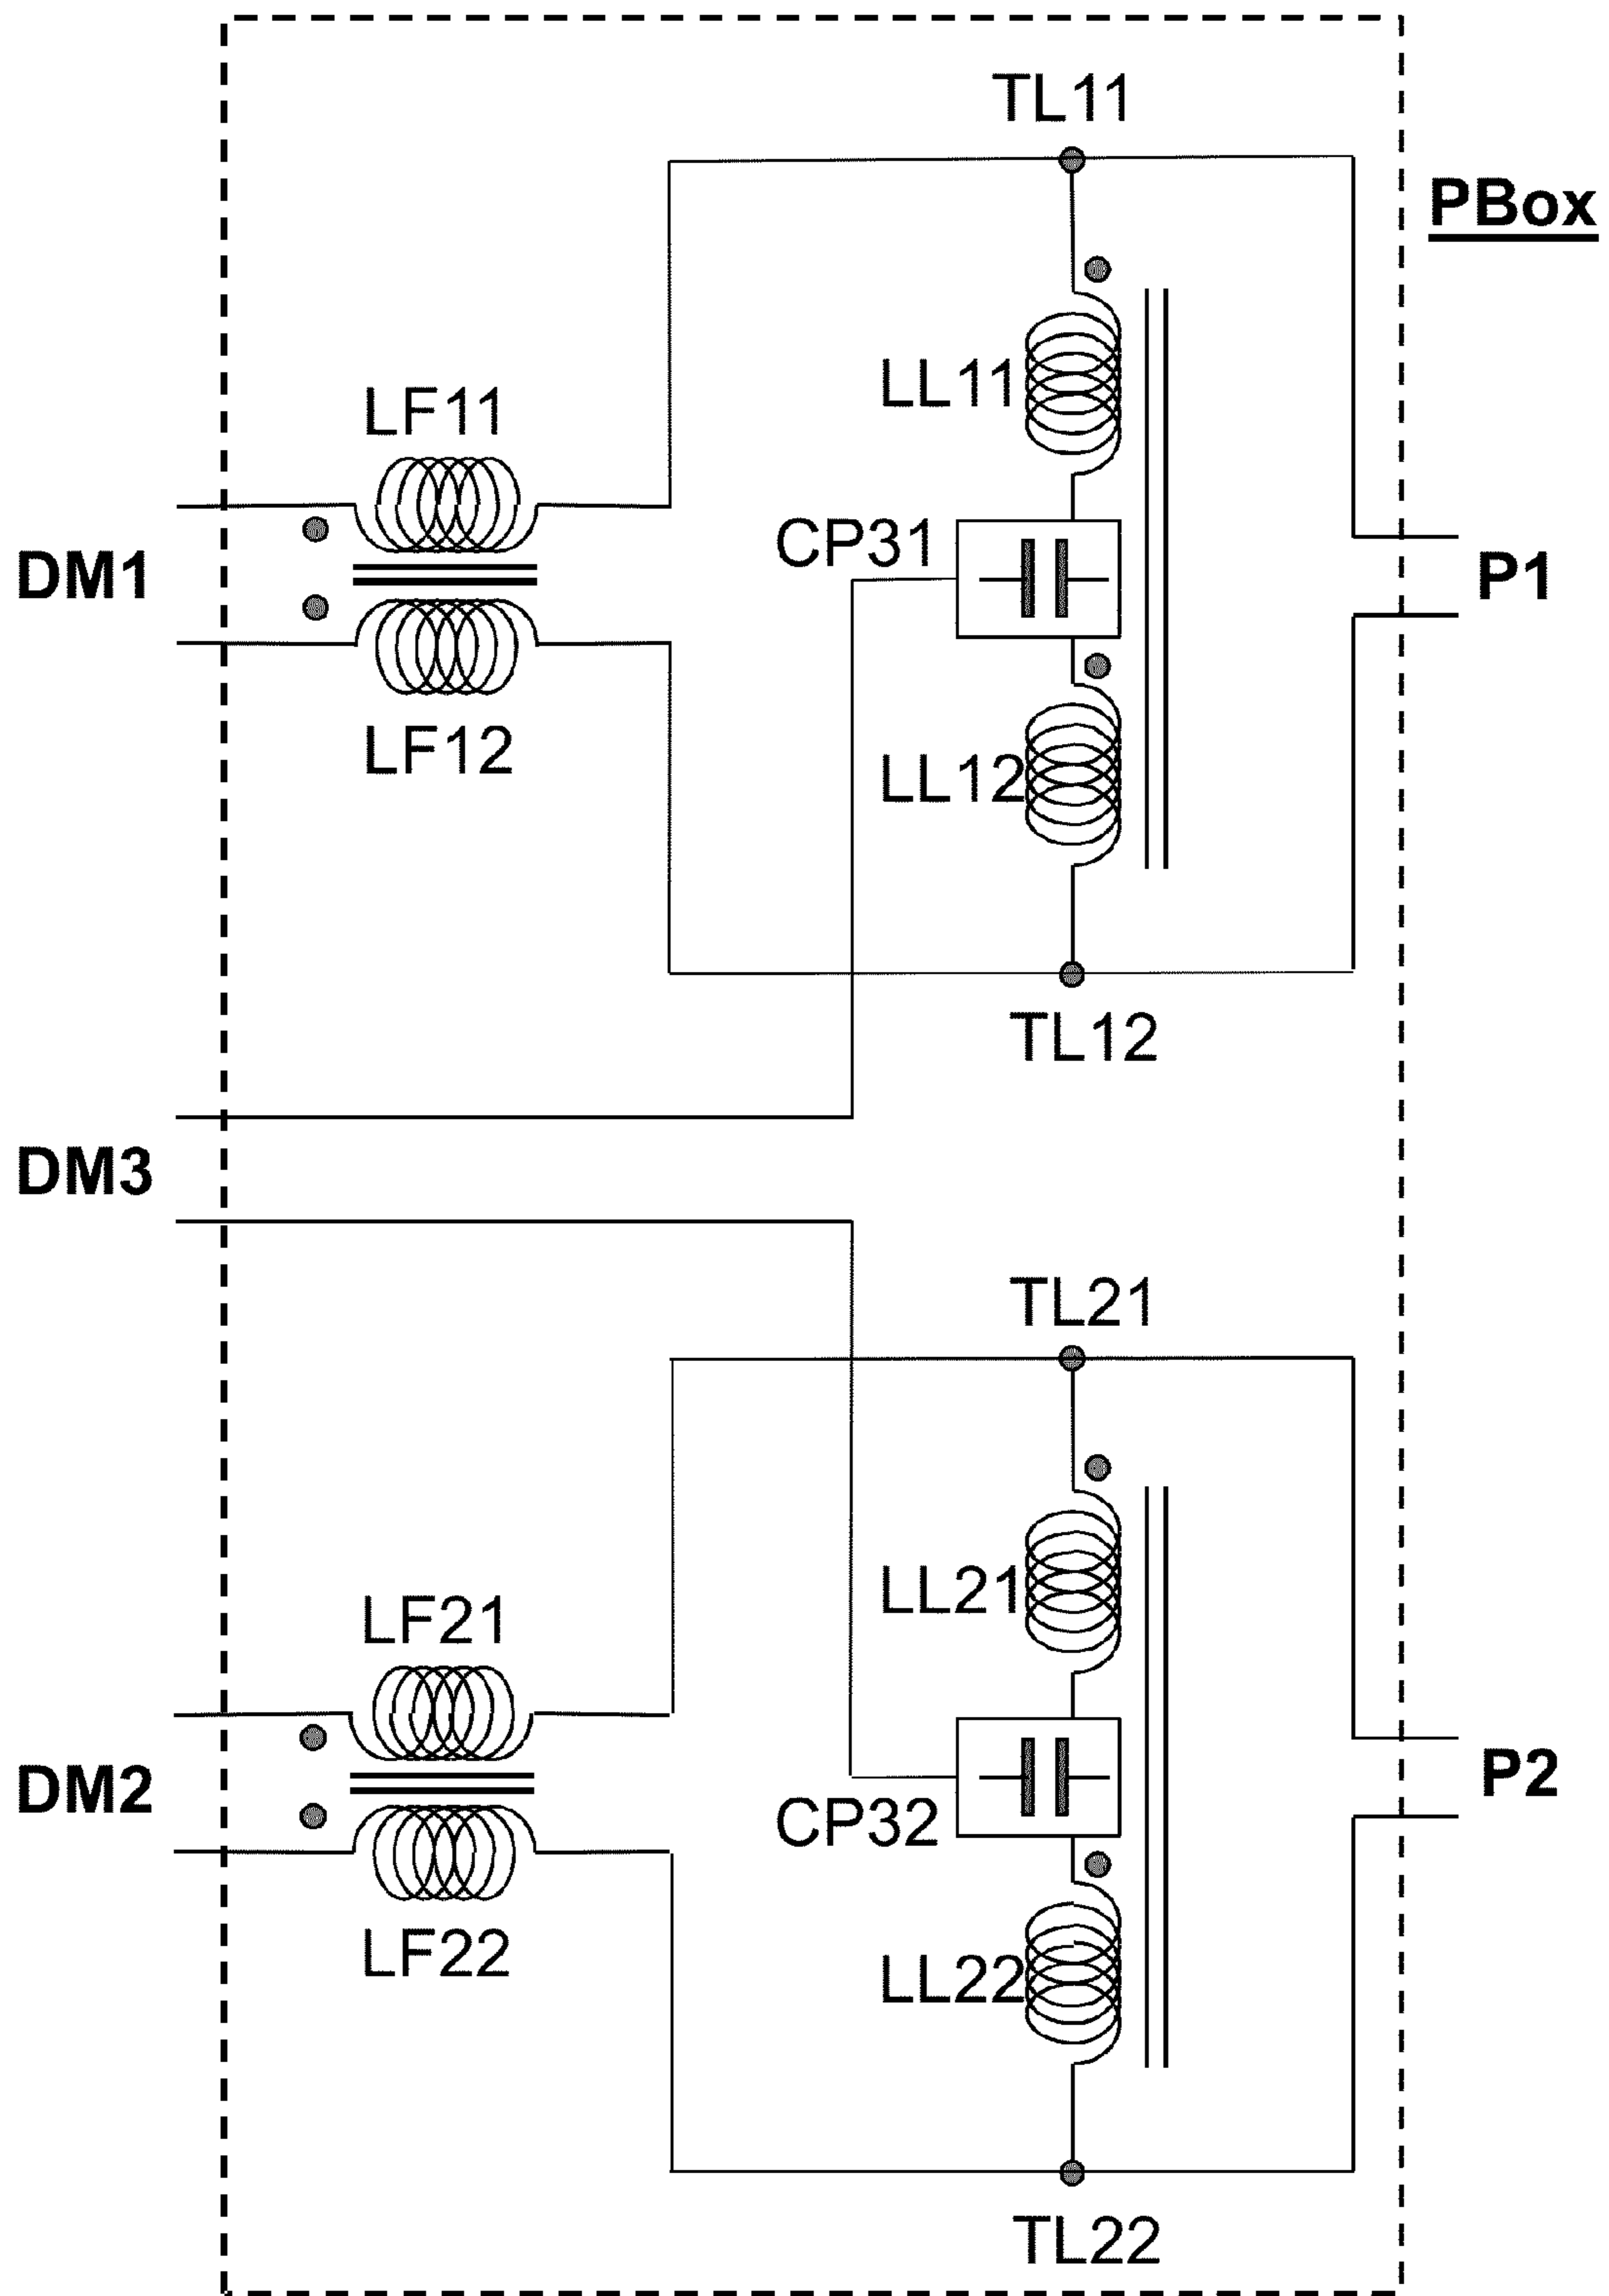 TL11
PBox
LF11
LL11
CP31
DM1
P1
LF12
LL12
TL12
DM3
TL21
LF21
LL21
DM2
P2
CP32
LF22
LL22
TL22